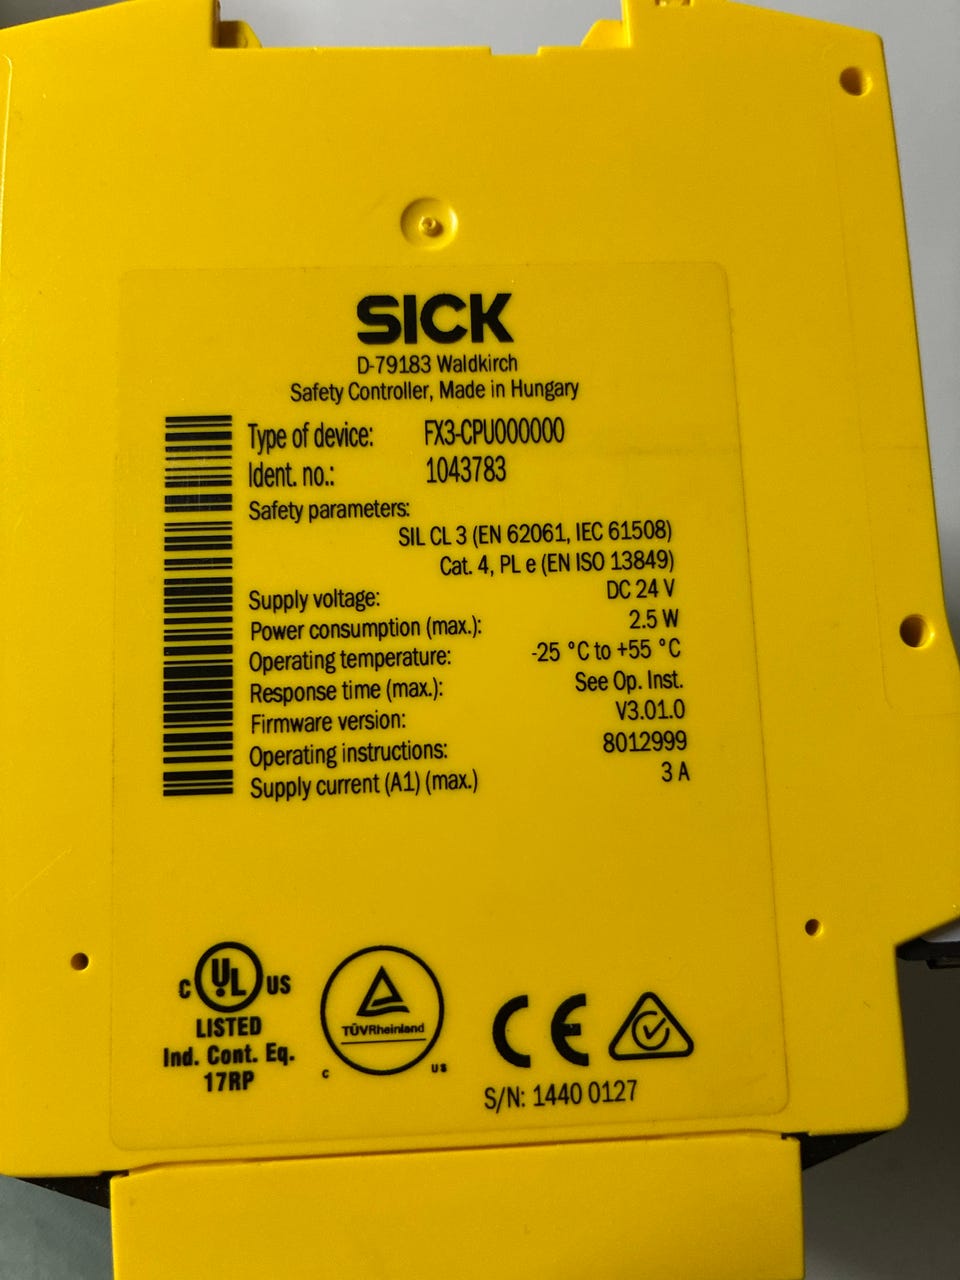 SICK
D-79183 Waldkirch
Safety Controller, Made in Hungary
Type of device: FX3-CPU000000
Ident. no.: 1043783
Safety parameters:
SIL CL 3 (EN 62061, IEC 61508)
Cat. 4, PL e (EN ISO 13849)
Supply voltage: DC 24 V
Power consumption (max.): 2.5 W
Operating temperature: -25 °C to +55 °C
Response time (max.): See Op. Inst.
Firmware version: V3.01.0
Operating instructions: 8012999
Supply current (A1) (max.) 3 A
C UL US
LISTED
Ind. Cont. Eq.
17RP
TÜVRheinland
C US
CE
S/N: 1440 0127